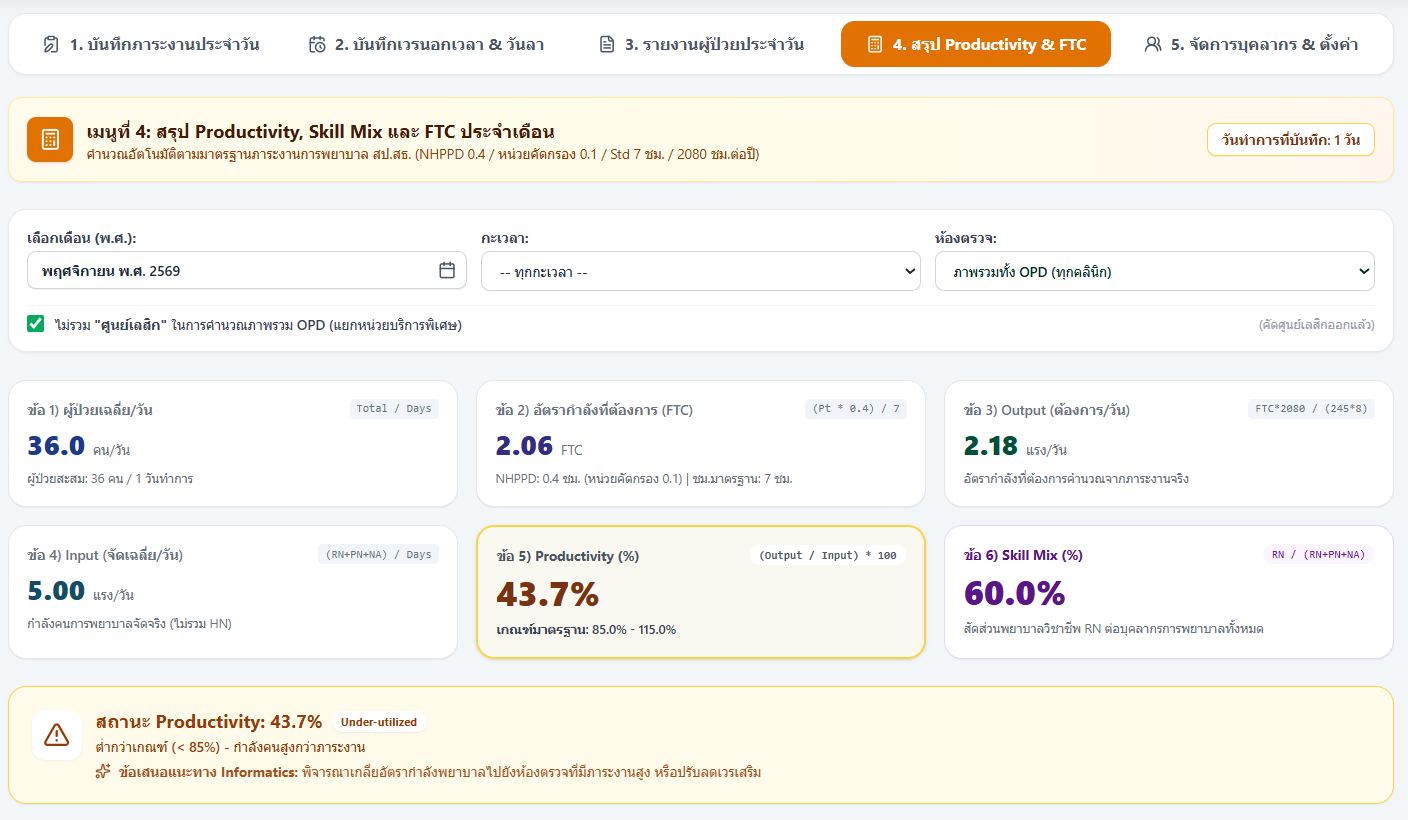 1. บันทึกภาระงานประจำวัน
2. บันทึกเวรนอกเวลา & วันลา
3. รายงานผู้ป่วยประจำวัน
4. สรุป Productivity & FTC
5. จัดการบุคลากร & ตั้งค่า
เมนูที่ 4: สรุป Productivity, Skill Mix และ FTC ประจำเดือน
คำนวณอัตโนมัติตามมาตรฐานภาระงานการพยาบาล สป.สธ. (NHPPD 0.4 / หน่วยคัดกรอง 0.1 / Std 7 ชม. / 2080 ชม.ต่อปี)
วันทำการที่บันทึก: 1 วัน
เลือกเดือน (พ.ศ.):
พฤศจิกายน พ.ศ. 2569
กะเวลา:
-- ทุกกะเวลา --
ห้องตรวจ:
ภาพรวมทั้ง OPD (ทุกคลินิก)
ไม่รวม "ศูนย์เลสิก" ในการคำนวณภาพรวม OPD (แยกหน่วยบริการพิเศษ)
(คัดศูนย์เลสิกออกแล้ว)
ข้อ 1) ผู้ป่วยเฉลี่ย/วัน
Total / Days
36.0 คน/วัน
ผู้ป่วยสะสม: 36 คน / 1 วันทำการ
ข้อ 2) อัตรากำลังที่ต้องการ (FTC)
(Pt * 0.4) / 7
2.06 FTC
NHPPD: 0.4 ชม. (หน่วยคัดกรอง 0.1) | ชม.มาตรฐาน: 7 ชม.
ข้อ 3) Output (ต้องการ/วัน)
FTC*2080 / (245*8)
2.18 แรง/วัน
อัตรากำลังที่ต้องการคำนวณจากภาระงานจริง
ข้อ 4) Input (จัดเฉลี่ย/วัน)
(RN+PN+NA) / Days
5.00 แรง/วัน
กำลังคนการพยาบาลจัดจริง (ไม่รวม HN)
ข้อ 5) Productivity (%)
(Output / Input) * 100
43.7%
เกณฑ์มาตรฐาน: 85.0% - 115.0%
ข้อ 6) Skill Mix (%)
RN / (RN+PN+NA)
60.0%
สัดส่วนพยาบาลวิชาชีพ RN ต่อบุคลากรการพยาบาลทั้งหมด
สถานะ Productivity: 43.7% Under-utilized
ต่ำกว่าเกณฑ์ (< 85%) - กำลังคนสูงกว่าภาระงาน
ข้อเสนอแนะทาง Informatics: พิจารณาเกลี่ยอัตรากำลังพยาบาลไปยังห้องตรวจที่มีภาระงานสูง หรือปรับลดเวรเสริม